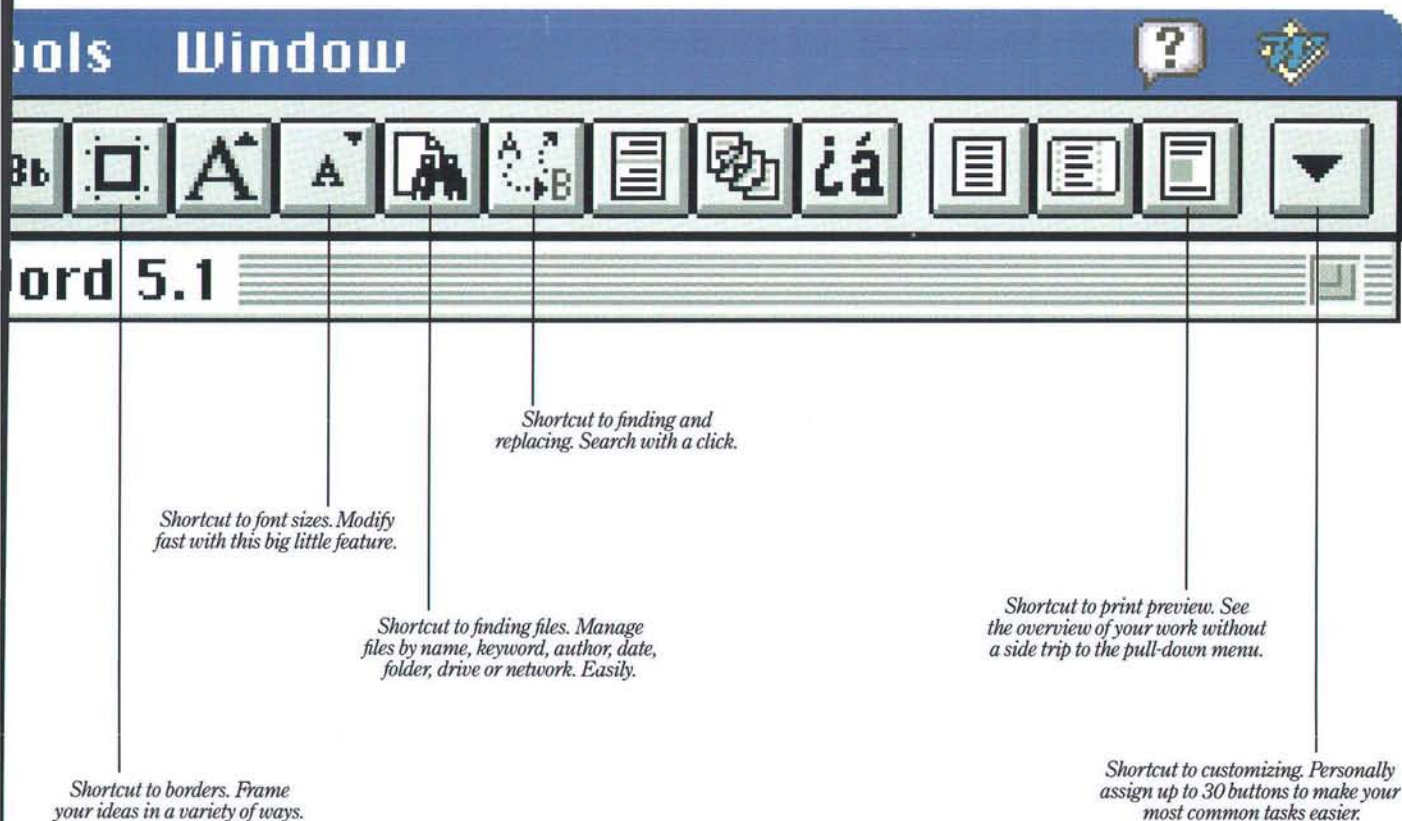 ools Window
?
A A A B ¿á
ord 5.1
Shortcut to finding and
replacing. Search with a click.
Shortcut to font sizes. Modify
fast with this big little feature.
Shortcut to finding files. Manage
files by name, keyword, author, date,
folder, drive or network. Easily.
Shortcut to print preview. See
the overview of your work without
a side trip to the pull-down menu.
Shortcut to borders. Frame
your ideas in a variety of ways.
Shortcut to customizing. Personally
assign up to 30 buttons to make your
most common tasks easier.